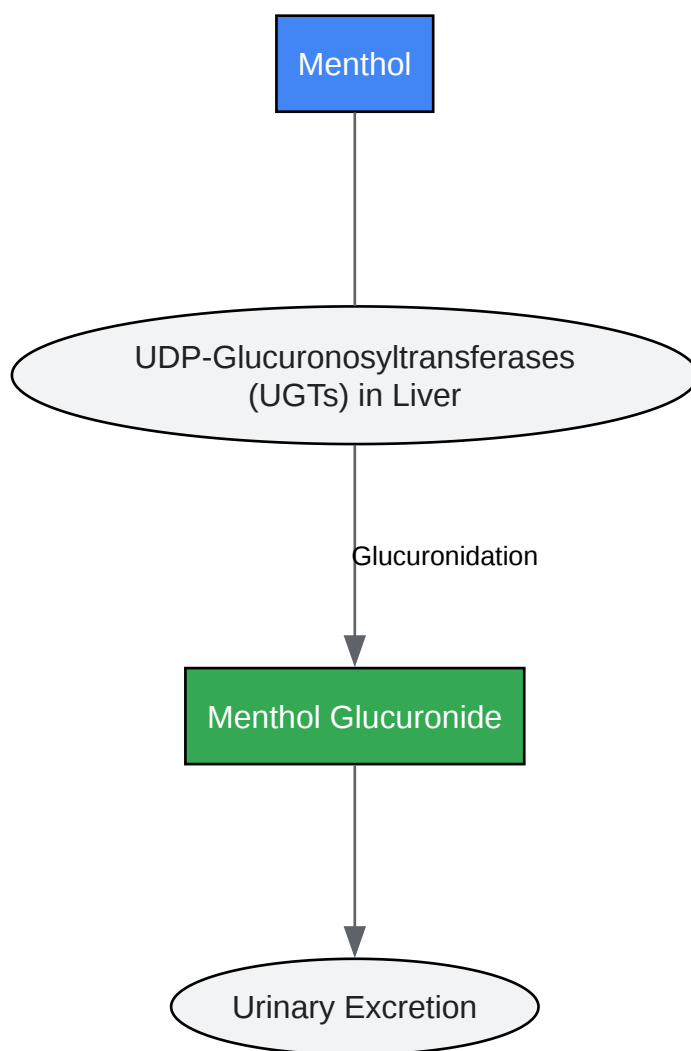 Menthol
UDP-Glucuronosyltransferases
(UGTs) in Liver
Glucuronidation
Menthol Glucuronide
Urinary Excretion